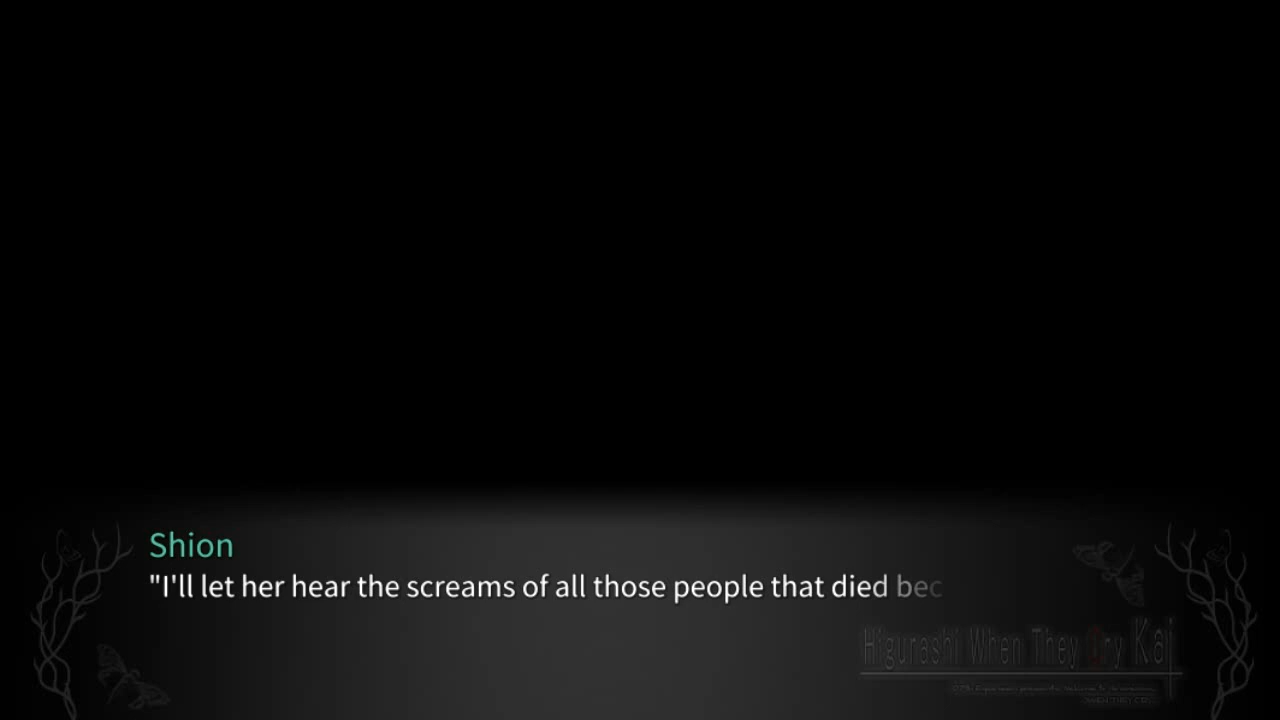 Shion
"I'll let her hear the screams of all those people that died bec
Higurashi When They Cry Kai